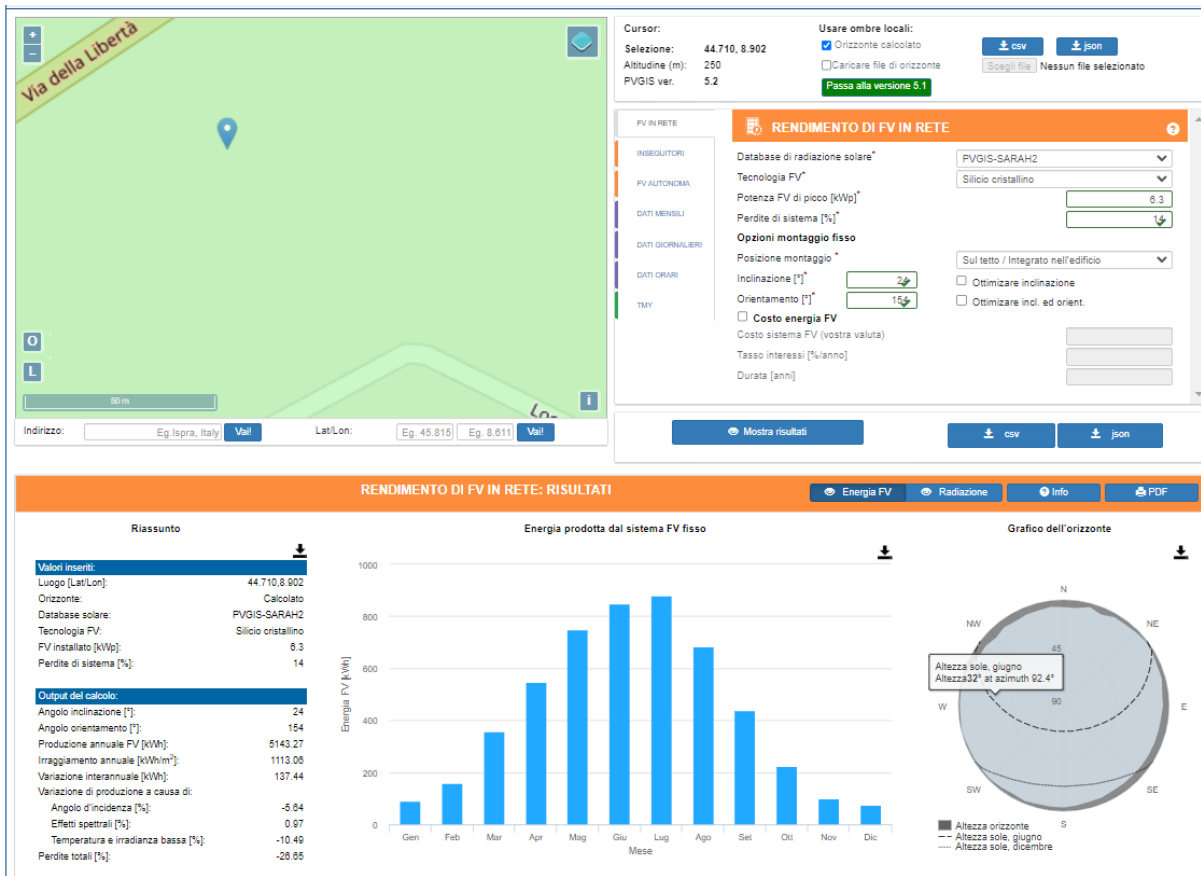 Via della Libertà
+
−
O
L
i
50 m
Lo
Indirizzo:
Eg.Ispra, Italy
Vai!
Lat/Lon:
Eg. 45.815
Eg. 8.611
Vai!
Cursor:
Selezione: 44.710, 8.902
Altitudine (m): 250
PVGIS ver. 5.2
Usare ombre locali:
Orizzonte calcolato
Caricare file di orizzonte
Passa alla versione 5.1
csv
json
Scegli file Nessun file selezionato
FV IN RETE
INSEGUITORI
FV AUTONOMA
DATI MENSILI
DATI GIORNALIERI
DATI ORARI
TMY
RENDIMENTO DI FV IN RETE
?
Database di radiazione solare* PVGIS-SARAH2
Tecnologia FV* Silicio cristallino
Potenza FV di picco [kWp]* 6.3
Perdite di sistema [%]* 14
Opzioni montaggio fisso
Posizione montaggio * Sul tetto / Integrato nell'edificio
Inclinazione [°]* 24 Ottimizare inclinazione
Orientamento [°]* 154 Ottimizare incl. ed orient.
Costo energia FV
Costo sistema FV (vostra valuta)
Tasso interessi [%/anno]
Durata [anni]
Mostra risultati
csv
json
RENDIMENTO DI FV IN RETE: RISULTATI
Energia FV
Radiazione
Info
PDF
Riassunto
Valori inseriti:
Luogo [Lat/Lon]: 44.710,8.902
Orizzonte: Calcolato
Database solare: PVGIS-SARAH2
Tecnologia FV: Silicio cristallino
FV installato [kWp]: 6.3
Perdite di sistema [%]: 14
Output del calcolo:
Angolo inclinazione [°]: 24
Angolo orientamento [°]: 154
Produzione annuale FV [kWh]: 5143.27
Irraggiamento annuale [kWh/m²]: 1113.06
Variazione interannuale [kWh]: 137.44
Variazione di produzione a causa di:
Angolo d'incidenza [%]: -5.64
Effetti spettrali [%]: 0.97
Temperatura e irradianza bassa [%]: -10.49
Perdite totali [%]: -26.65
Energia prodotta dal sistema FV fisso
Energia FV [kWh]
1000
800
600
400
200
0
Gen Feb Mar Apr Mag Giu Lug Ago Set Ott Nov Dic
Mese
Grafico dell'orizzonte
N
NW
NE
45
Altezza sole, giugno
Altezza32° at azimuth 92.4°
W
90
E
SW
SE
S
Altezza orizzonte
Altezza sole, giugno
Altezza sole, dicembre